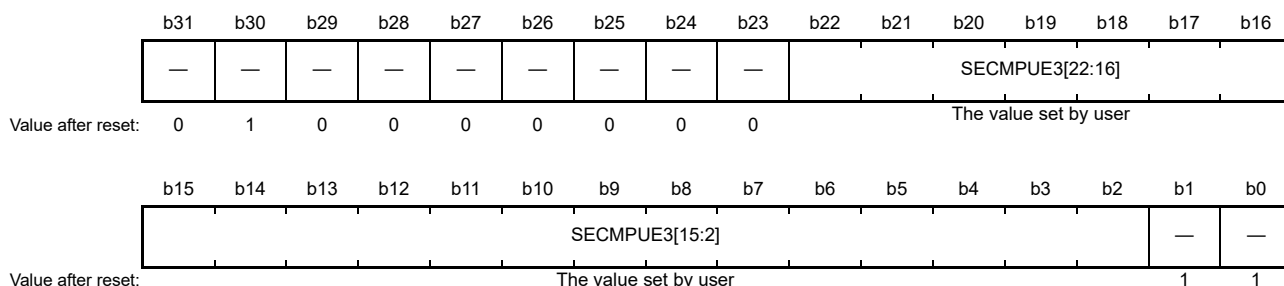 b31 b30 b29 b28 b27 b26 b25 b24 b23 b22 b21 b20 b19 b18 b17 b16
— — — — — — — — — SECMPUE3[22:16]
Value after reset: 0 1 0 0 0 0 0 0 0 The value set by user
b15 b14 b13 b12 b11 b10 b9 b8 b7 b6 b5 b4 b3 b2 b1 b0
SECMPUE3[15:2] — —
Value after reset: The value set by user 1 1